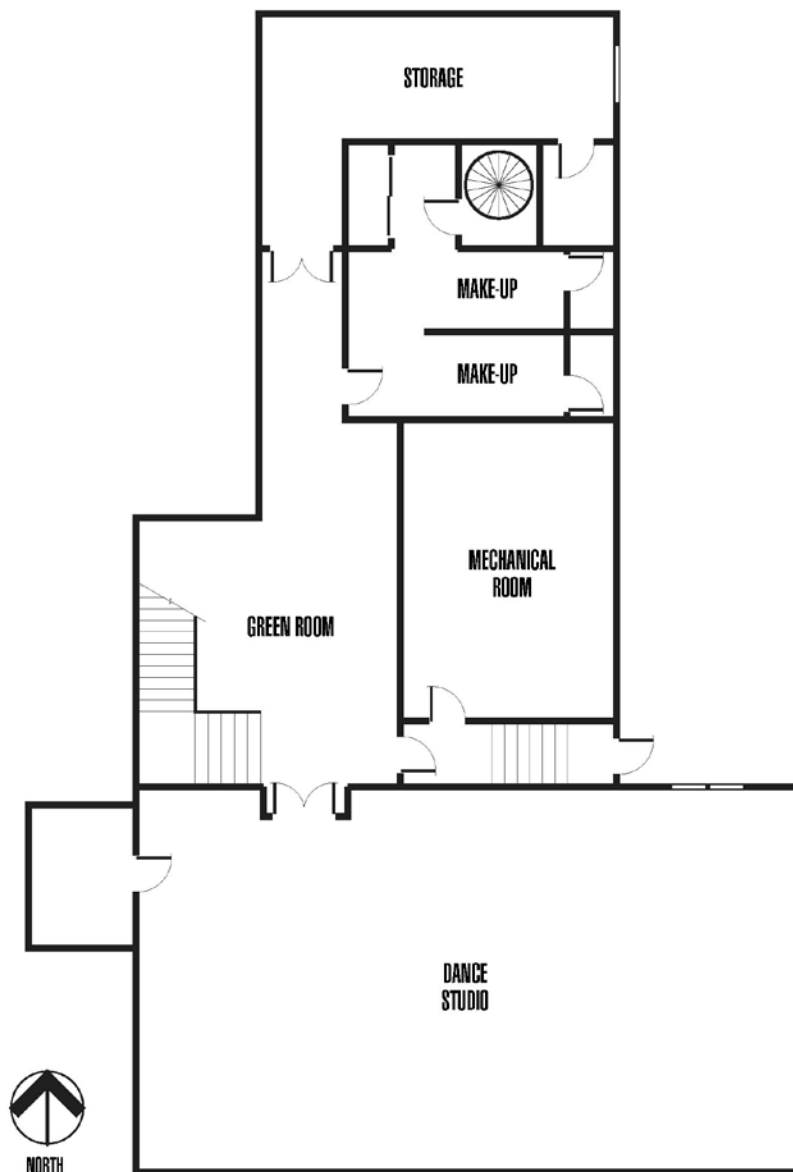 STORAGE
MAKE-UP
MAKE-UP
MECHANICAL
ROOM
GREEN ROOM
DANCE
STUDIO
NORTH